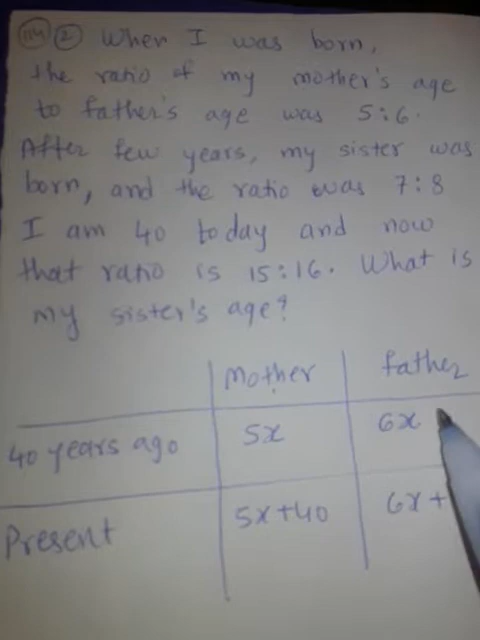 2 When I was born,
the ratio of my mother's age
to father's age was 5:6.
After few years, my sister was
born, and the ratio was 7:8
I am 40 today and now
that ratio is 15:16. What is
my sister's age?
Mother father
40 years ago 5x 6x
Present 5x+40 6x+